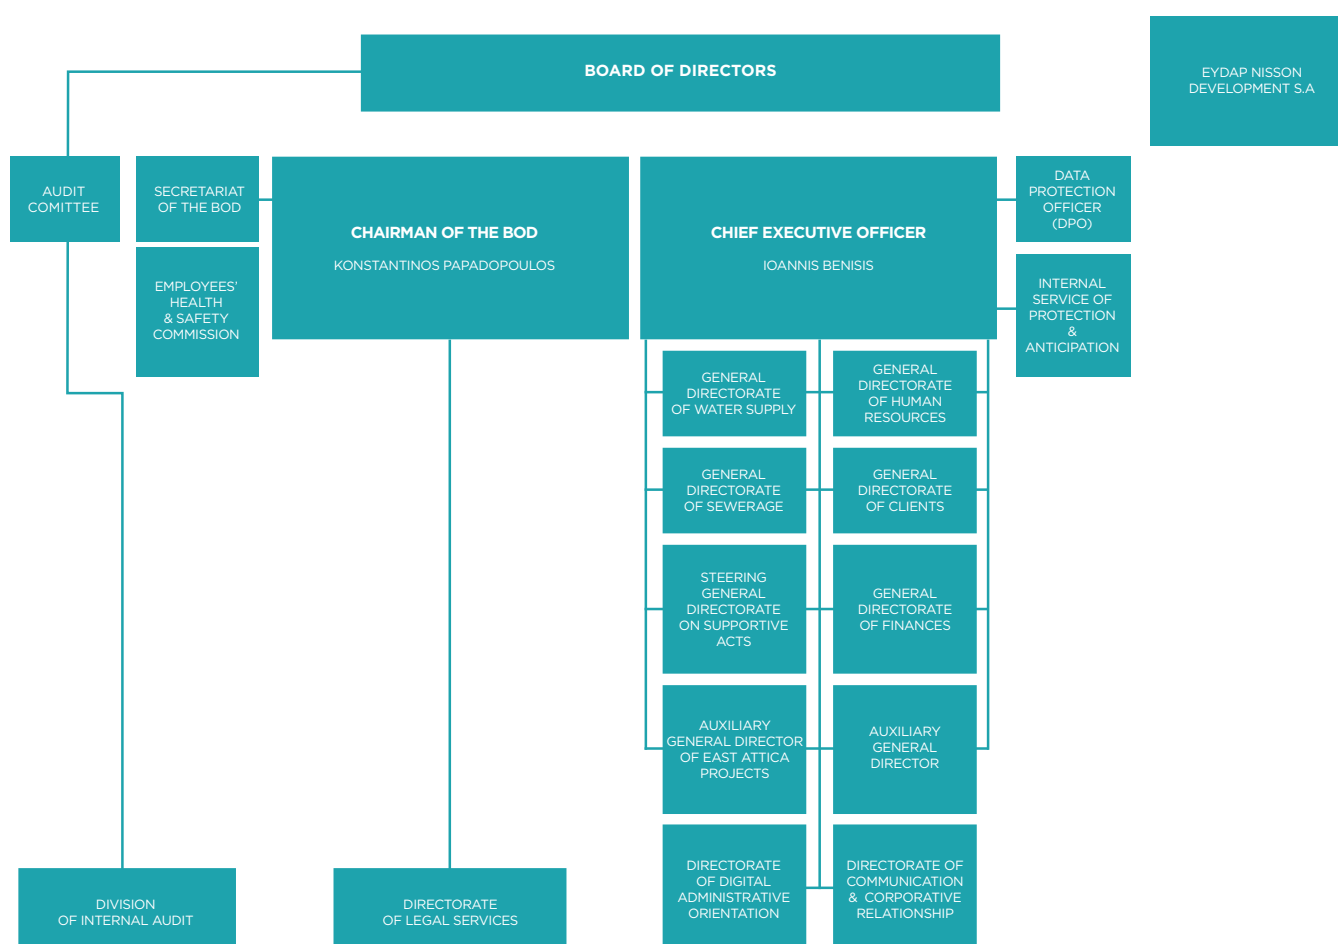 BOARD OF DIRECTORS
EYDAP NISSON
DEVELOPMENT S.A
AUDIT
COMITTEE
SECRETARIAT
OF THE BOD
EMPLOYEES'
HEALTH
& SAFETY
COMMISSION
CHAIRMAN OF THE BOD
KONSTANTINOS PAPADOPOULOS
CHIEF EXECUTIVE OFFICER
IOANNIS BENISIS
DATA
PROTECTION
OFFICER
(DPO)
INTERNAL
SERVICE OF
PROTECTION
&
ANTICIPATION
GENERAL
DIRECTORATE
OF WATER SUPPLY
GENERAL
DIRECTORATE
OF HUMAN
RESOURCES
GENERAL
DIRECTORATE
OF SEWERAGE
GENERAL
DIRECTORATE
OF CLIENTS
STEERING
GENERAL
DIRECTORATE
ON SUPPORTIVE
ACTS
GENERAL
DIRECTORATE
OF FINANCES
AUXILIARY
GENERAL DIRECTOR
OF EAST ATTICA
PROJECTS
AUXILIARY
GENERAL
DIRECTOR
DIRECTORATE
OF DIGITAL
ADMINISTRATIVE
ORIENTATION
DIRECTORATE OF
COMMUNICATION
& CORPORATIVE
RELATIONSHIP
DIVISION
OF INTERNAL AUDIT
DIRECTORATE
OF LEGAL SERVICES